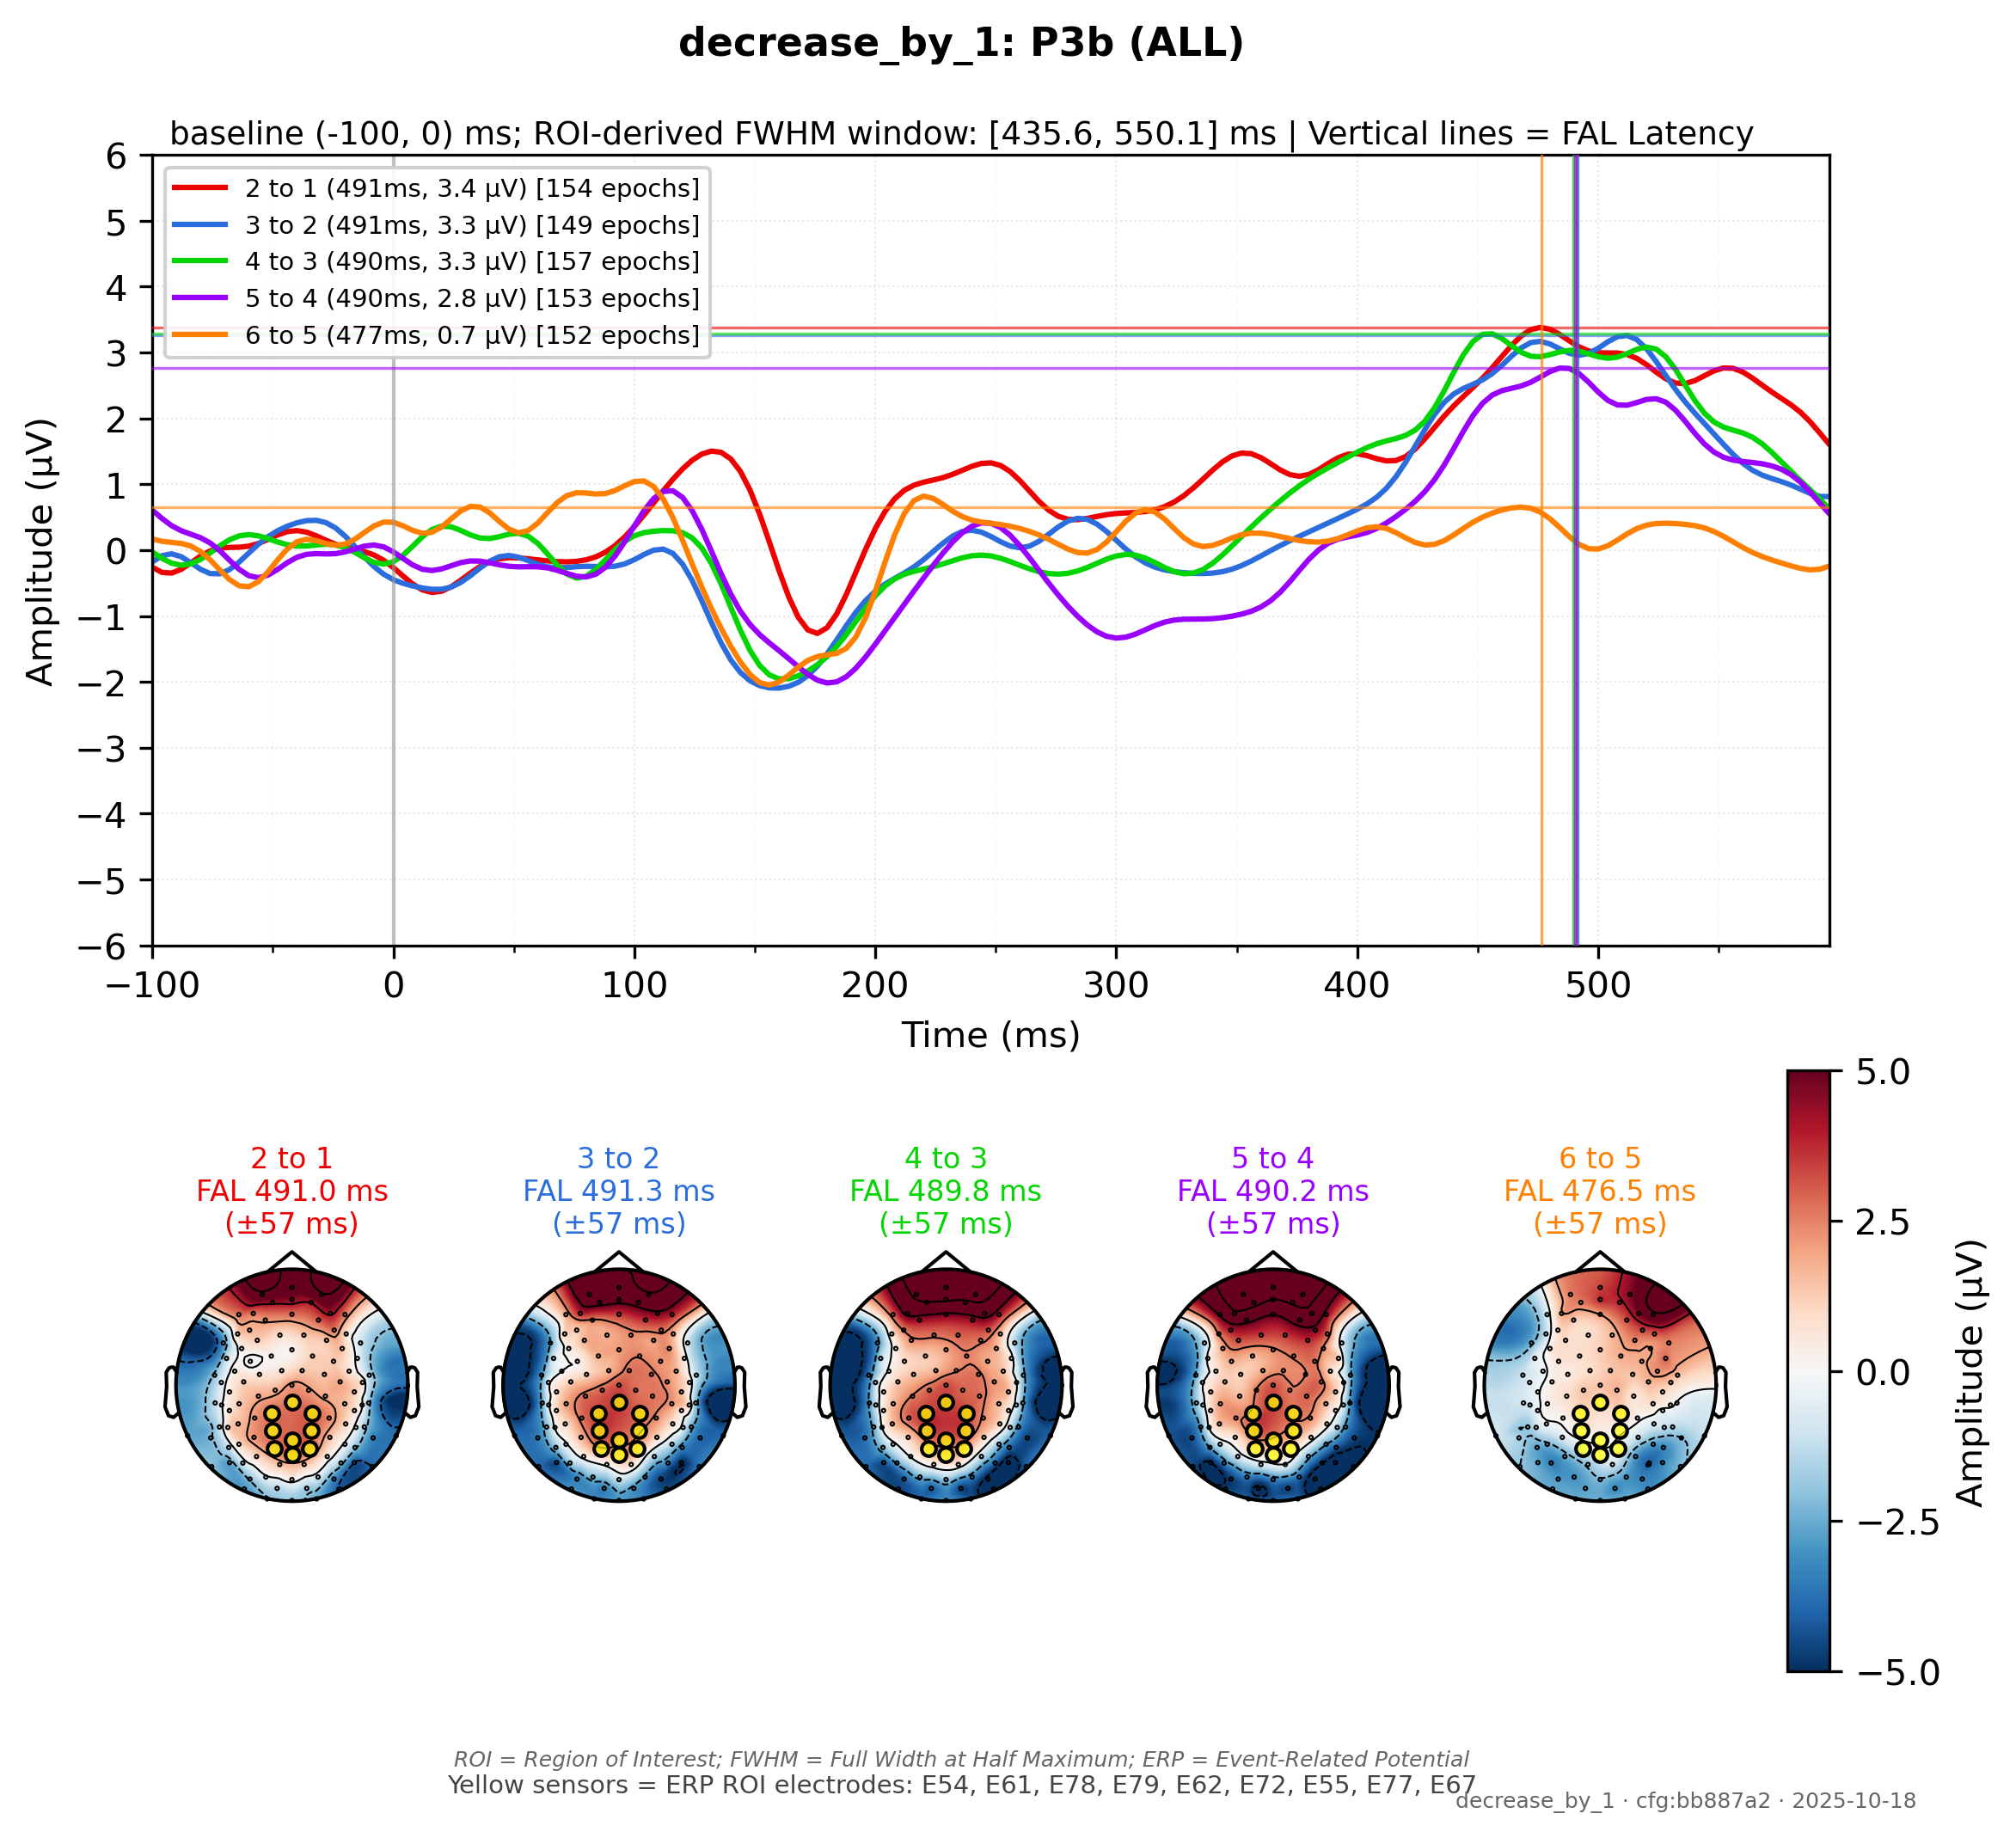 decrease_by_1: P3b (ALL)
baseline (-100, 0) ms; ROI-derived FWHM window: [435.6, 550.1] ms | Vertical lines = FAL Latency
2 to 1 (491ms, 3.4 µV) [154 epochs]
3 to 2 (491ms, 3.3 µV) [149 epochs]
4 to 3 (490ms, 3.3 µV) [157 epochs]
5 to 4 (490ms, 2.8 µV) [153 epochs]
6 to 5 (477ms, 0.7 µV) [152 epochs]
6
5
4
3
2
1
0
−1
−2
−3
−4
−5
−6
Amplitude (µV)
−100 0 100 200 300 400 500
Time (ms)
2 to 1
FAL 491.0 ms
(±57 ms)
3 to 2
FAL 491.3 ms
(±57 ms)
4 to 3
FAL 489.8 ms
(±57 ms)
5 to 4
FAL 490.2 ms
(±57 ms)
6 to 5
FAL 476.5 ms
(±57 ms)
5.0
2.5
0.0
−2.5
−5.0
Amplitude (µV)
ROI = Region of Interest; FWHM = Full Width at Half Maximum; ERP = Event-Related Potential
Yellow sensors = ERP ROI electrodes: E54, E61, E78, E79, E62, E72, E55, E77, E67
decrease_by_1 · cfg:bb887a2 · 2025-10-18